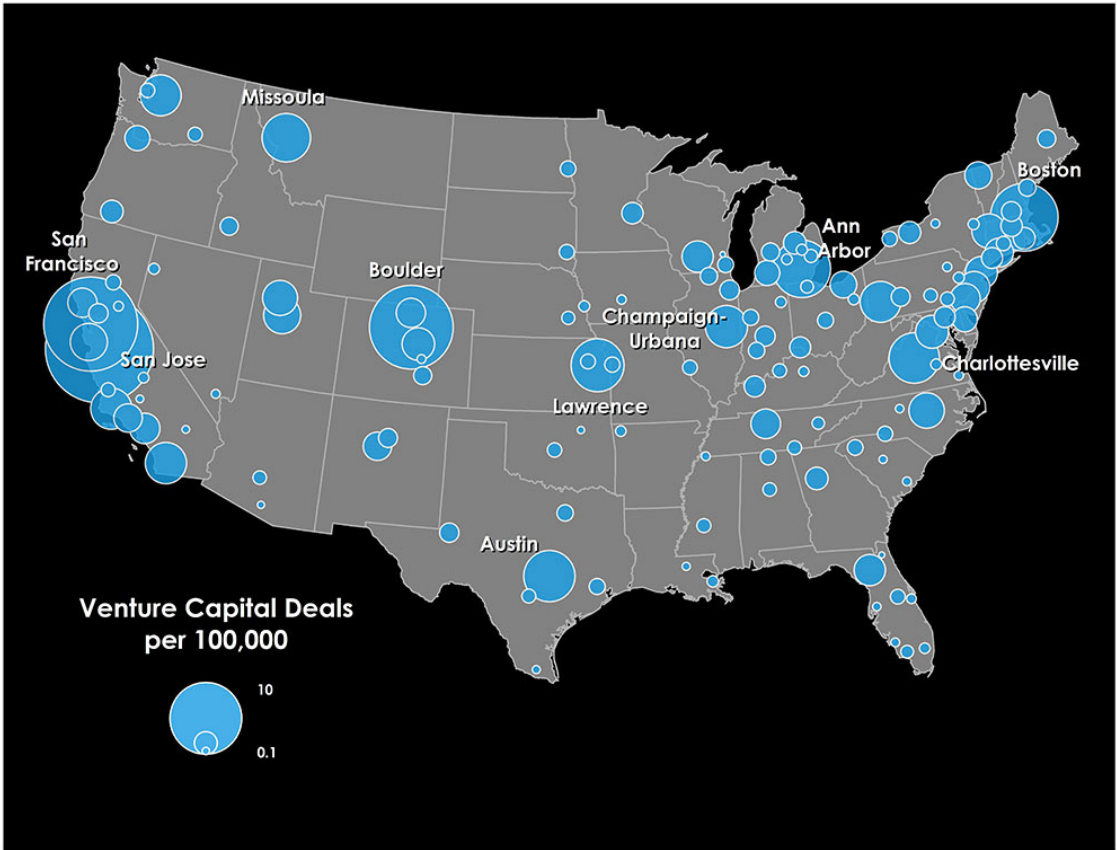 Missoula
Boston
San
Francisco
Ann
Arbor
Boulder
Champaign-
Urbana
San Jose
Charlottesville
Lawrence
Austin
Venture Capital Deals
per 100,000
10
0.1